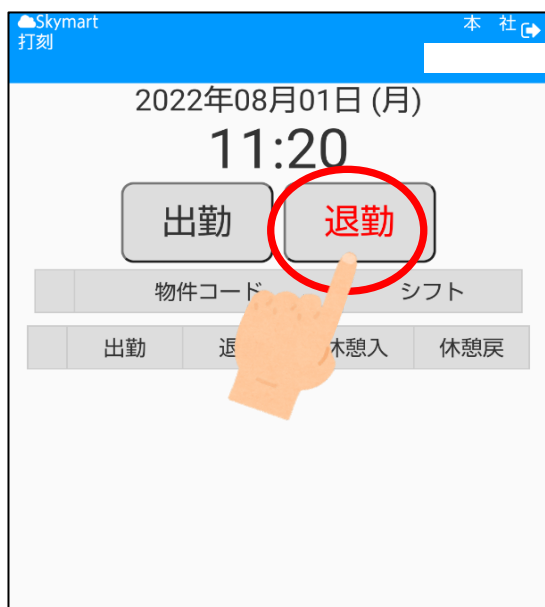 Skymart 本 社
打刻
2022年08月01日 (月)
11:20
出勤 退勤
物件コード シフト
出勤 退 休憩入 休憩戻